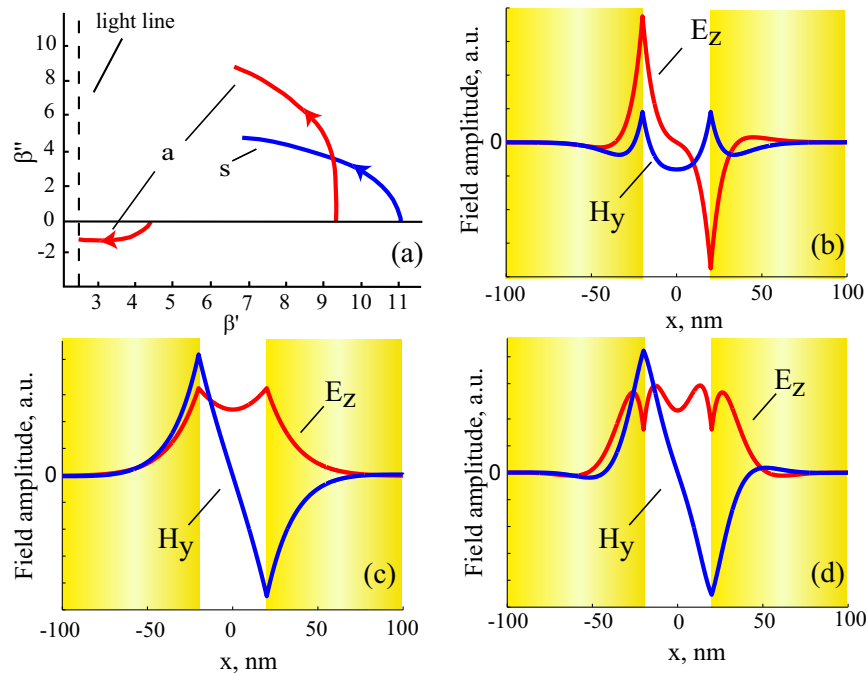 light line
10
8
6
4
2
0
-2
β''
a
s
(a)
3 4 5 6 7 8 9 10 11
β'
Field amplitude, a.u.
0
Ez
Hy
(b)
-100 -50 0 50 100
x, nm
Field amplitude, a.u.
0
Ez
Hy
(c)
-100 -50 0 50 100
x, nm
Field amplitude, a.u.
0
Ez
Hy
(d)
-100 -50 0 50 100
x, nm